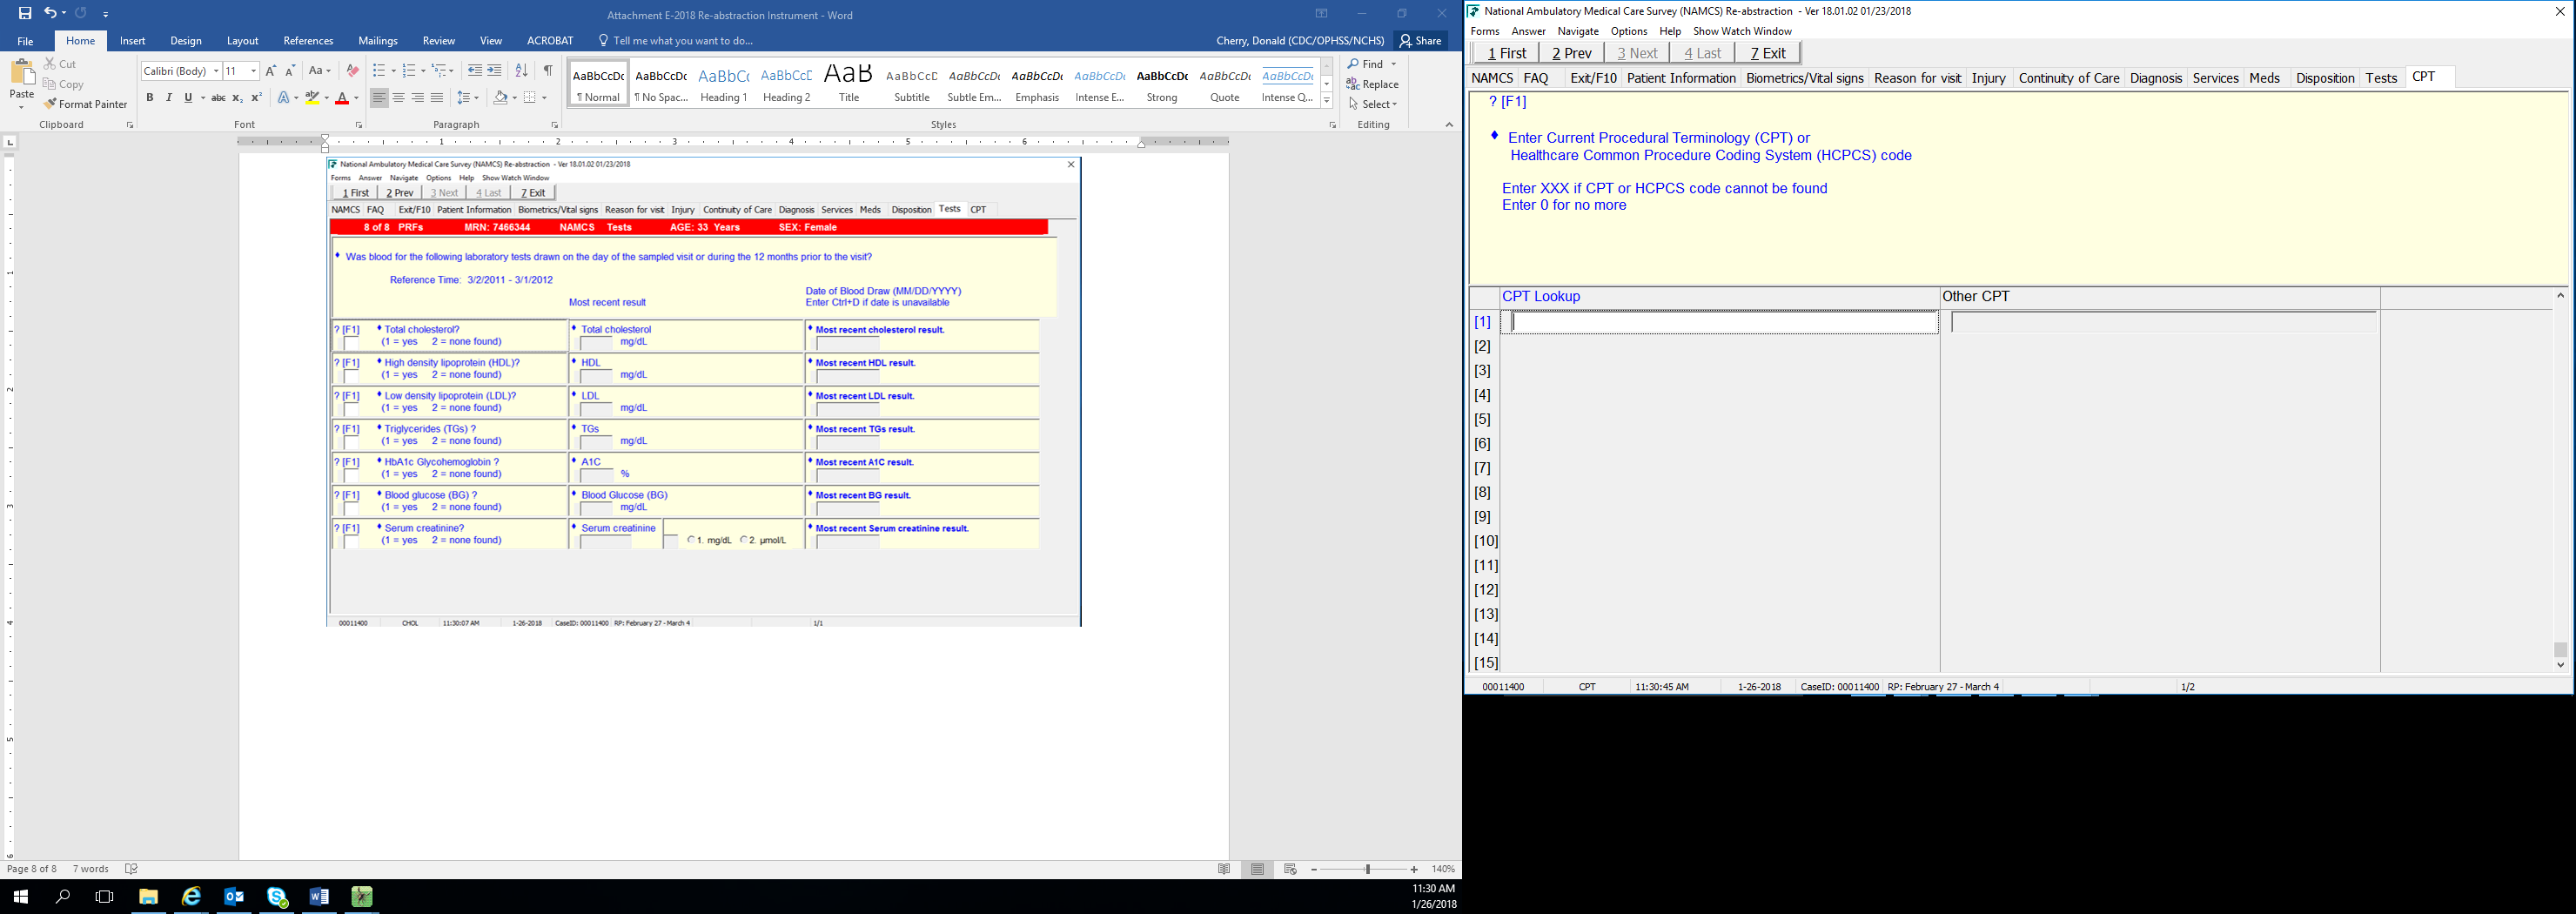 Attachment E-2018 Re-abstraction Instrument - Word
File Home Insert Design Layout References Mailings Review View ACROBAT Tell me what you want to do... Cherry, Donald (CDC/OPHSS/NCHS) Share
Paste
Cut
Copy
Format Painter
Calibri (Body) 11
Clipboard Font Paragraph Styles Editing
AaBbCcDc ¶ Normal
AaBbCcDc ¶ No Spac...
AaBbC( Heading 1
AaBbCcE Heading 2
AaB Title
AaBbCcD Subtitle
AaBbCcDc Subtle Em...
AaBbCcDc Emphasis
AaBbCcDc Intense E...
AaBbCcDc Strong
AaBbCcDc Quote
AaBbCcDc Intense Q...
Find
Replace
Select
National Ambulatory Medical Care Survey (NAMCS) Re-abstraction - Ver 18.01.02 01/23/2018
Forms Answer Navigate Options Help Show Watch Window
1 First 2 Prev 3 Next 4 Last 7 Exit
NAMCS FAQ Exit/F10 Patient Information Biometrics/Vital signs Reason for visit Injury Continuity of Care Diagnosis Services Meds Disposition Tests CPT
8 of 8 PRFs MRN: 7466344 NAMCS Tests AGE: 33 Years SEX: Female
Was blood for the following laboratory tests drawn on the day of the sampled visit or during the 12 months prior to the visit?
Reference Time: 3/2/2011 - 3/1/2012
Date of Blood Draw (MM/DD/YYYY)
Most recent result Enter Ctrl+D if date is unavailable
? [F1] Total cholesterol? Total cholesterol Most recent cholesterol result.
(1 = yes 2 = none found) mg/dL
? [F1] High density lipoprotein (HDL)? HDL Most recent HDL result.
(1 = yes 2 = none found) mg/dL
? [F1] Low density lipoprotein (LDL)? LDL Most recent LDL result.
(1 = yes 2 = none found) mg/dL
? [F1] Triglycerides (TGs) ? TGs Most recent TGs result.
(1 = yes 2 = none found) mg/dL
? [F1] HbA1c Glycohemoglobin ? A1C Most recent A1C result.
(1 = yes 2 = none found) %
? [F1] Blood glucose (BG) ? Blood Glucose (BG) Most recent BG result.
(1 = yes 2 = none found) mg/dL
? [F1] Serum creatinine? Serum creatinine Most recent Serum creatinine result.
(1 = yes 2 = none found) 1. mg/dL 2. µmol/L
00011400 CHOL 11:30:07 AM 1-26-2018 CaseID: 00011400 RP: February 27 - March 4 1/1
Page 8 of 8 7 words 140%
11:30 AM
1/26/2018
National Ambulatory Medical Care Survey (NAMCS) Re-abstraction - Ver 18.01.02 01/23/2018
Forms Answer Navigate Options Help Show Watch Window
1 First 2 Prev 3 Next 4 Last 7 Exit
NAMCS FAQ Exit/F10 Patient Information Biometrics/Vital signs Reason for visit Injury Continuity of Care Diagnosis Services Meds Disposition Tests CPT
? [F1]
Enter Current Procedural Terminology (CPT) or
Healthcare Common Procedure Coding System (HCPCS) code
Enter XXX if CPT or HCPCS code cannot be found
Enter 0 for no more
CPT Lookup Other CPT
[1]
[2]
[3]
[4]
[5]
[6]
[7]
[8]
[9]
[10]
[11]
[12]
[13]
[14]
[15]
00011400 CPT 11:30:45 AM 1-26-2018 CaseID: 00011400 RP: February 27 - March 4 1/2